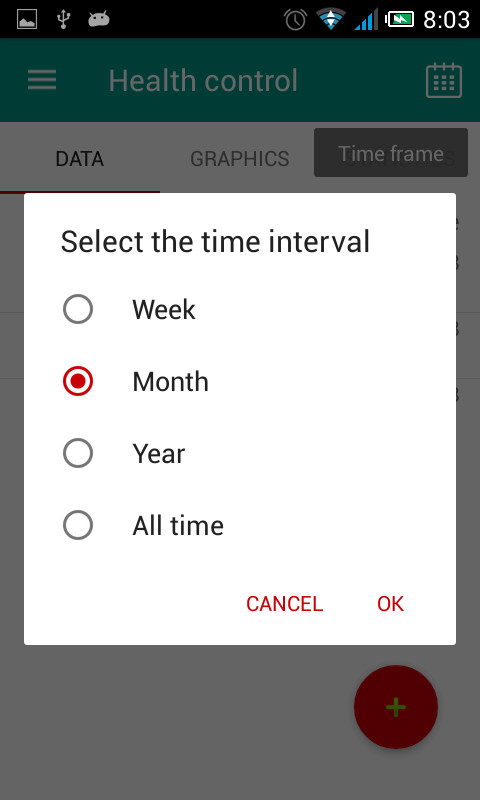 8:03
Health control
DATA
GRAPHICS
Time frame
Select the time interval
Week
Month
Year
All time
CANCEL
OK